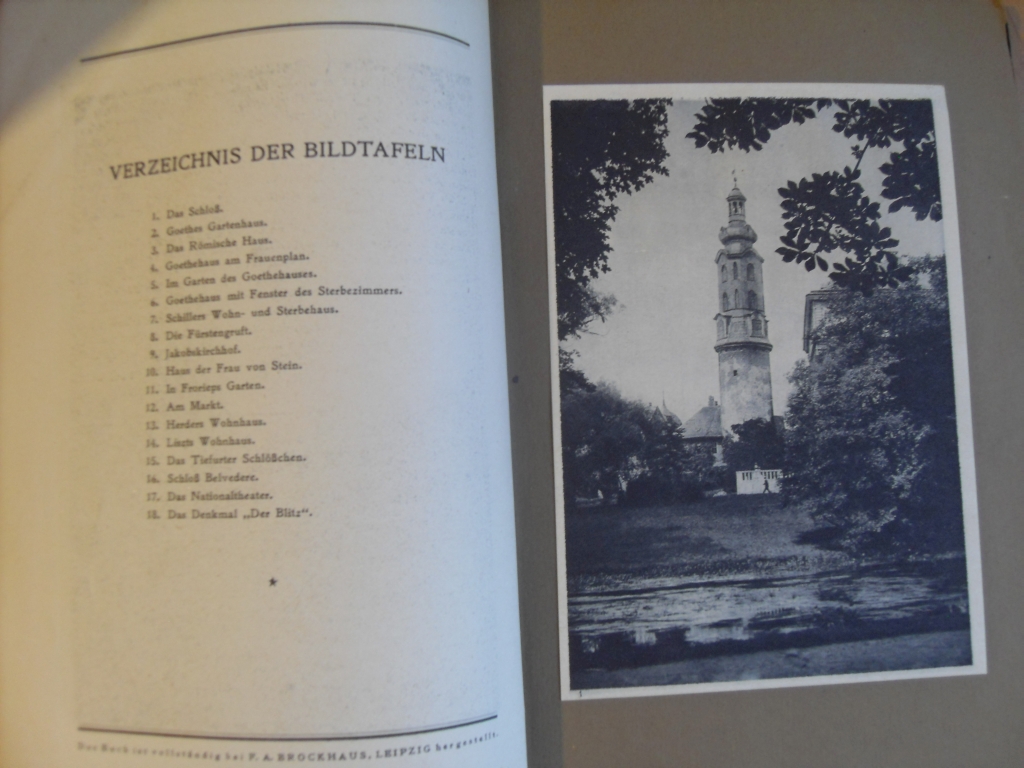 VERZEICHNIS DER BILDTAFELN
1. Das Schloß.
2. Goethes Gartenhaus.
3. Das Römische Haus.
4. Goethehaus am Frauenplan.
5. Im Garten des Goethehauses.
6. Goethehaus mit Fenster des Sterbezimmers.
7. Schillers Wohn- und Sterbehaus.
8. Die Fürstengruft.
9. Jakobskirchhof.
10. Haus der Frau von Stein.
11. In Frorieps Garten.
12. Am Markt.
13. Herders Wohnhaus.
14. Liszts Wohnhaus.
15. Das Tiefurter Schlößchen.
16. Schloß Belvedere.
17. Das Nationaltheater.
18. Das Denkmal „Der Blitz“.
*
Das Buch ist vollständig bei F. A. BROCKHAUS, LEIPZIG hergestellt.
1